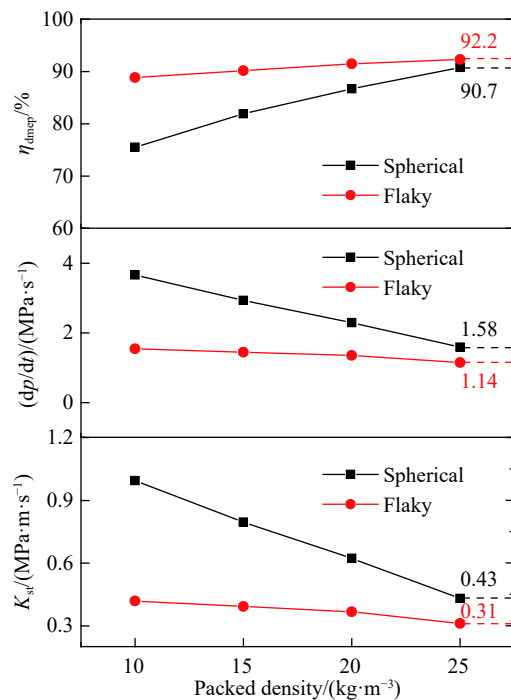 100
90
80
70
60
η_dmep/%
92.2
90.7
Spherical
Flaky
4
2
0
(dp/dt)/(MPa·s⁻¹)
Spherical
Flaky
1.58
1.14
1.2
0.9
0.6
0.3
K_st/(MPa·m·s⁻¹)
Spherical
Flaky
0.43
0.31
10 15 20 25
Packed density/(kg·m⁻³)